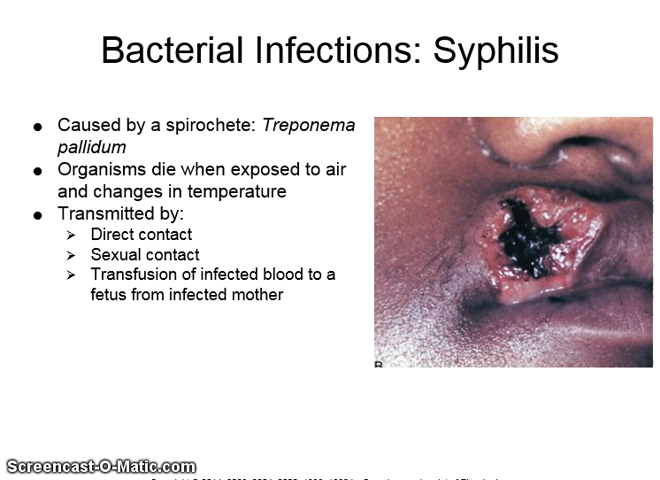 Bacterial Infections: Syphilis
● Caused by a spirochete: Treponema
pallidum
● Organisms die when exposed to air
and changes in temperature
● Transmitted by:
➢ Direct contact
➢ Sexual contact
➢ Transfusion of infected blood to a
fetus from infected mother
B
Screencast-O-Matic.com